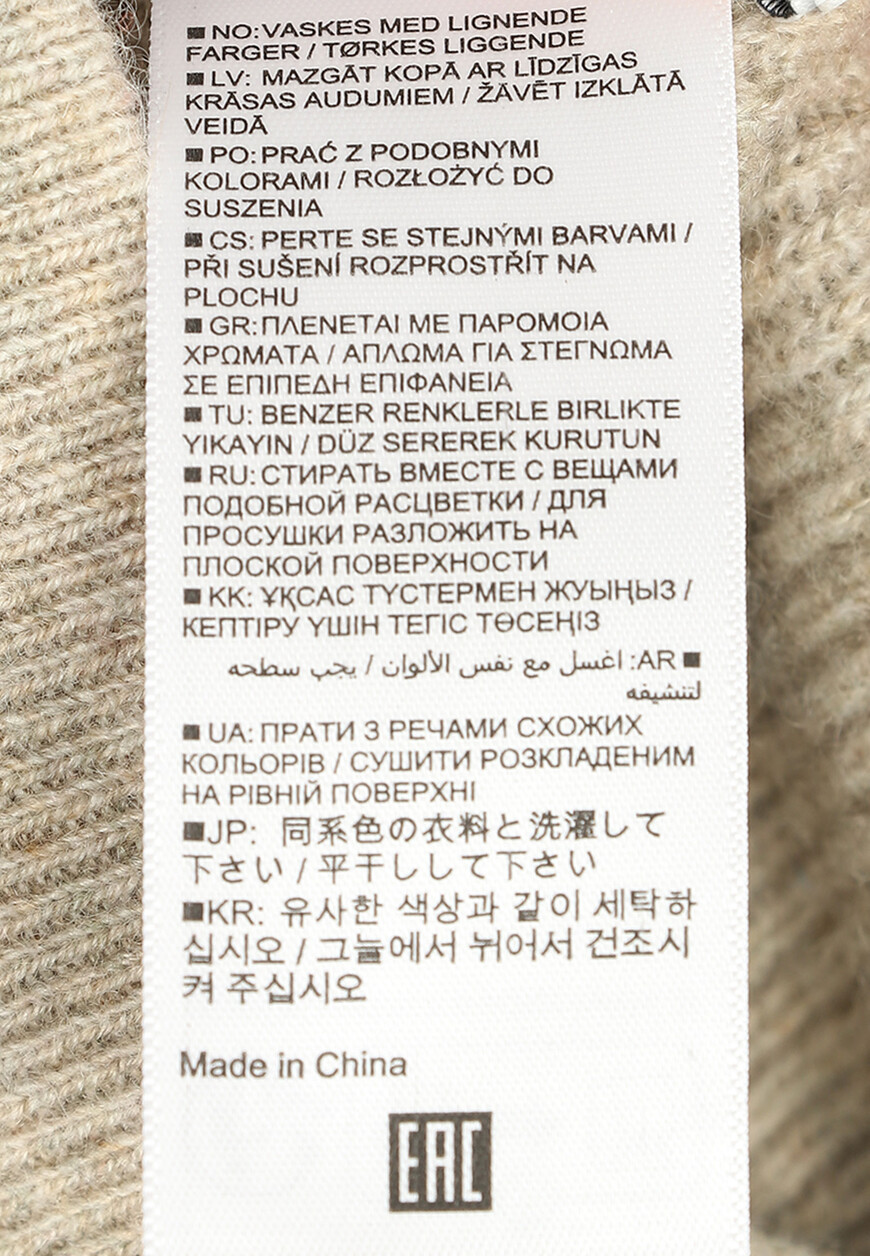 ■ NO: VASKES MED LIGNENDE
FARGER / TØRKES LIGGENDE
■ LV: MAZGĀT KOPĀ AR LĪDZĪGAS
KRĀSAS AUDUMIEM / ŽĀVĒT IZKLĀTĀ
VEIDĀ
■ PO: PRAĆ Z PODOBNYMI
KOLORAMI / ROZŁOŻYĆ DO
SUSZENIA
■ CS: PERTE SE STEJNÝMI BARVAMI /
PŘI SUŠENÍ ROZPROSTŘÍT NA
PLOCHU
■ GR: ΠΛΕΝΕΤΑΙ ΜΕ ΠΑΡΟΜΟΙΑ
ΧΡΩΜΑΤΑ / ΑΠΛΩΜΑ ΓΙΑ ΣΤΕΓΝΩΜΑ
ΣΕ ΕΠΙΠΕΔΗ ΕΠΙΦΑΝΕΙΑ
■ TU: BENZER RENKLERLE BIRLIKTE
YIKAYIN / DÜZ SEREREK KURUTUN
■ RU: СТИРАТЬ ВМЕСТЕ С ВЕЩАМИ
ПОДОБНОЙ РАСЦВЕТКИ / ДЛЯ
ПРОСУШКИ РАЗЛОЖИТЬ НА
ПЛОСКОЙ ПОВЕРХНОСТИ
■ KK: ҰҚСАС ТҮСТЕРМЕН ЖУЫҢЫЗ /
КЕПТІРУ ҮШІН ТЕГІС ТӨСЕҢІЗ
■ AR: اغسل مع نفس الألوان / يجب سطحه
لتنشيفه
■ UA: ПРАТИ З РЕЧАМИ СХОЖИХ
КОЛЬОРІВ / СУШИТИ РОЗКЛАДЕНИМ
НА РІВНІЙ ПОВЕРХНІ
■JP: 同系色の衣料と洗濯して
下さい / 平干ししして下さい
■KR: 유사한 색상과 같이 세탁하
십시오 / 그늘에서 뉘어서 건조시
켜 주십시오
Made in China
EAC